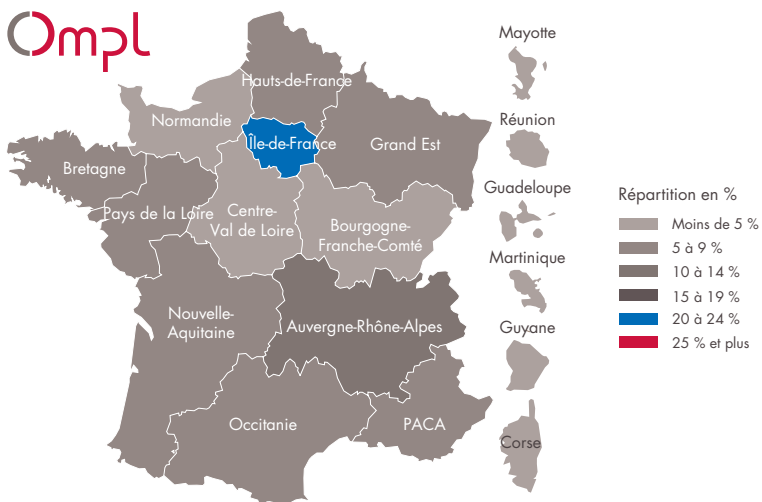 Ompl
Mayotte
Hauts-de-France
Normandie
Réunion
Île-de-France
Grand Est
Bretagne
Guadeloupe
Répartition en %
Pays de la Loire
Centre-
Val de Loire
Bourgogne-
Franche-Comté
Moins de 5 %
5 à 9 %
Martinique
10 à 14 %
15 à 19 %
Nouvelle-
Aquitaine
Auvergne-Rhône-Alpes
Guyane
20 à 24 %
25 % et plus
Occitanie
PACA
Corse